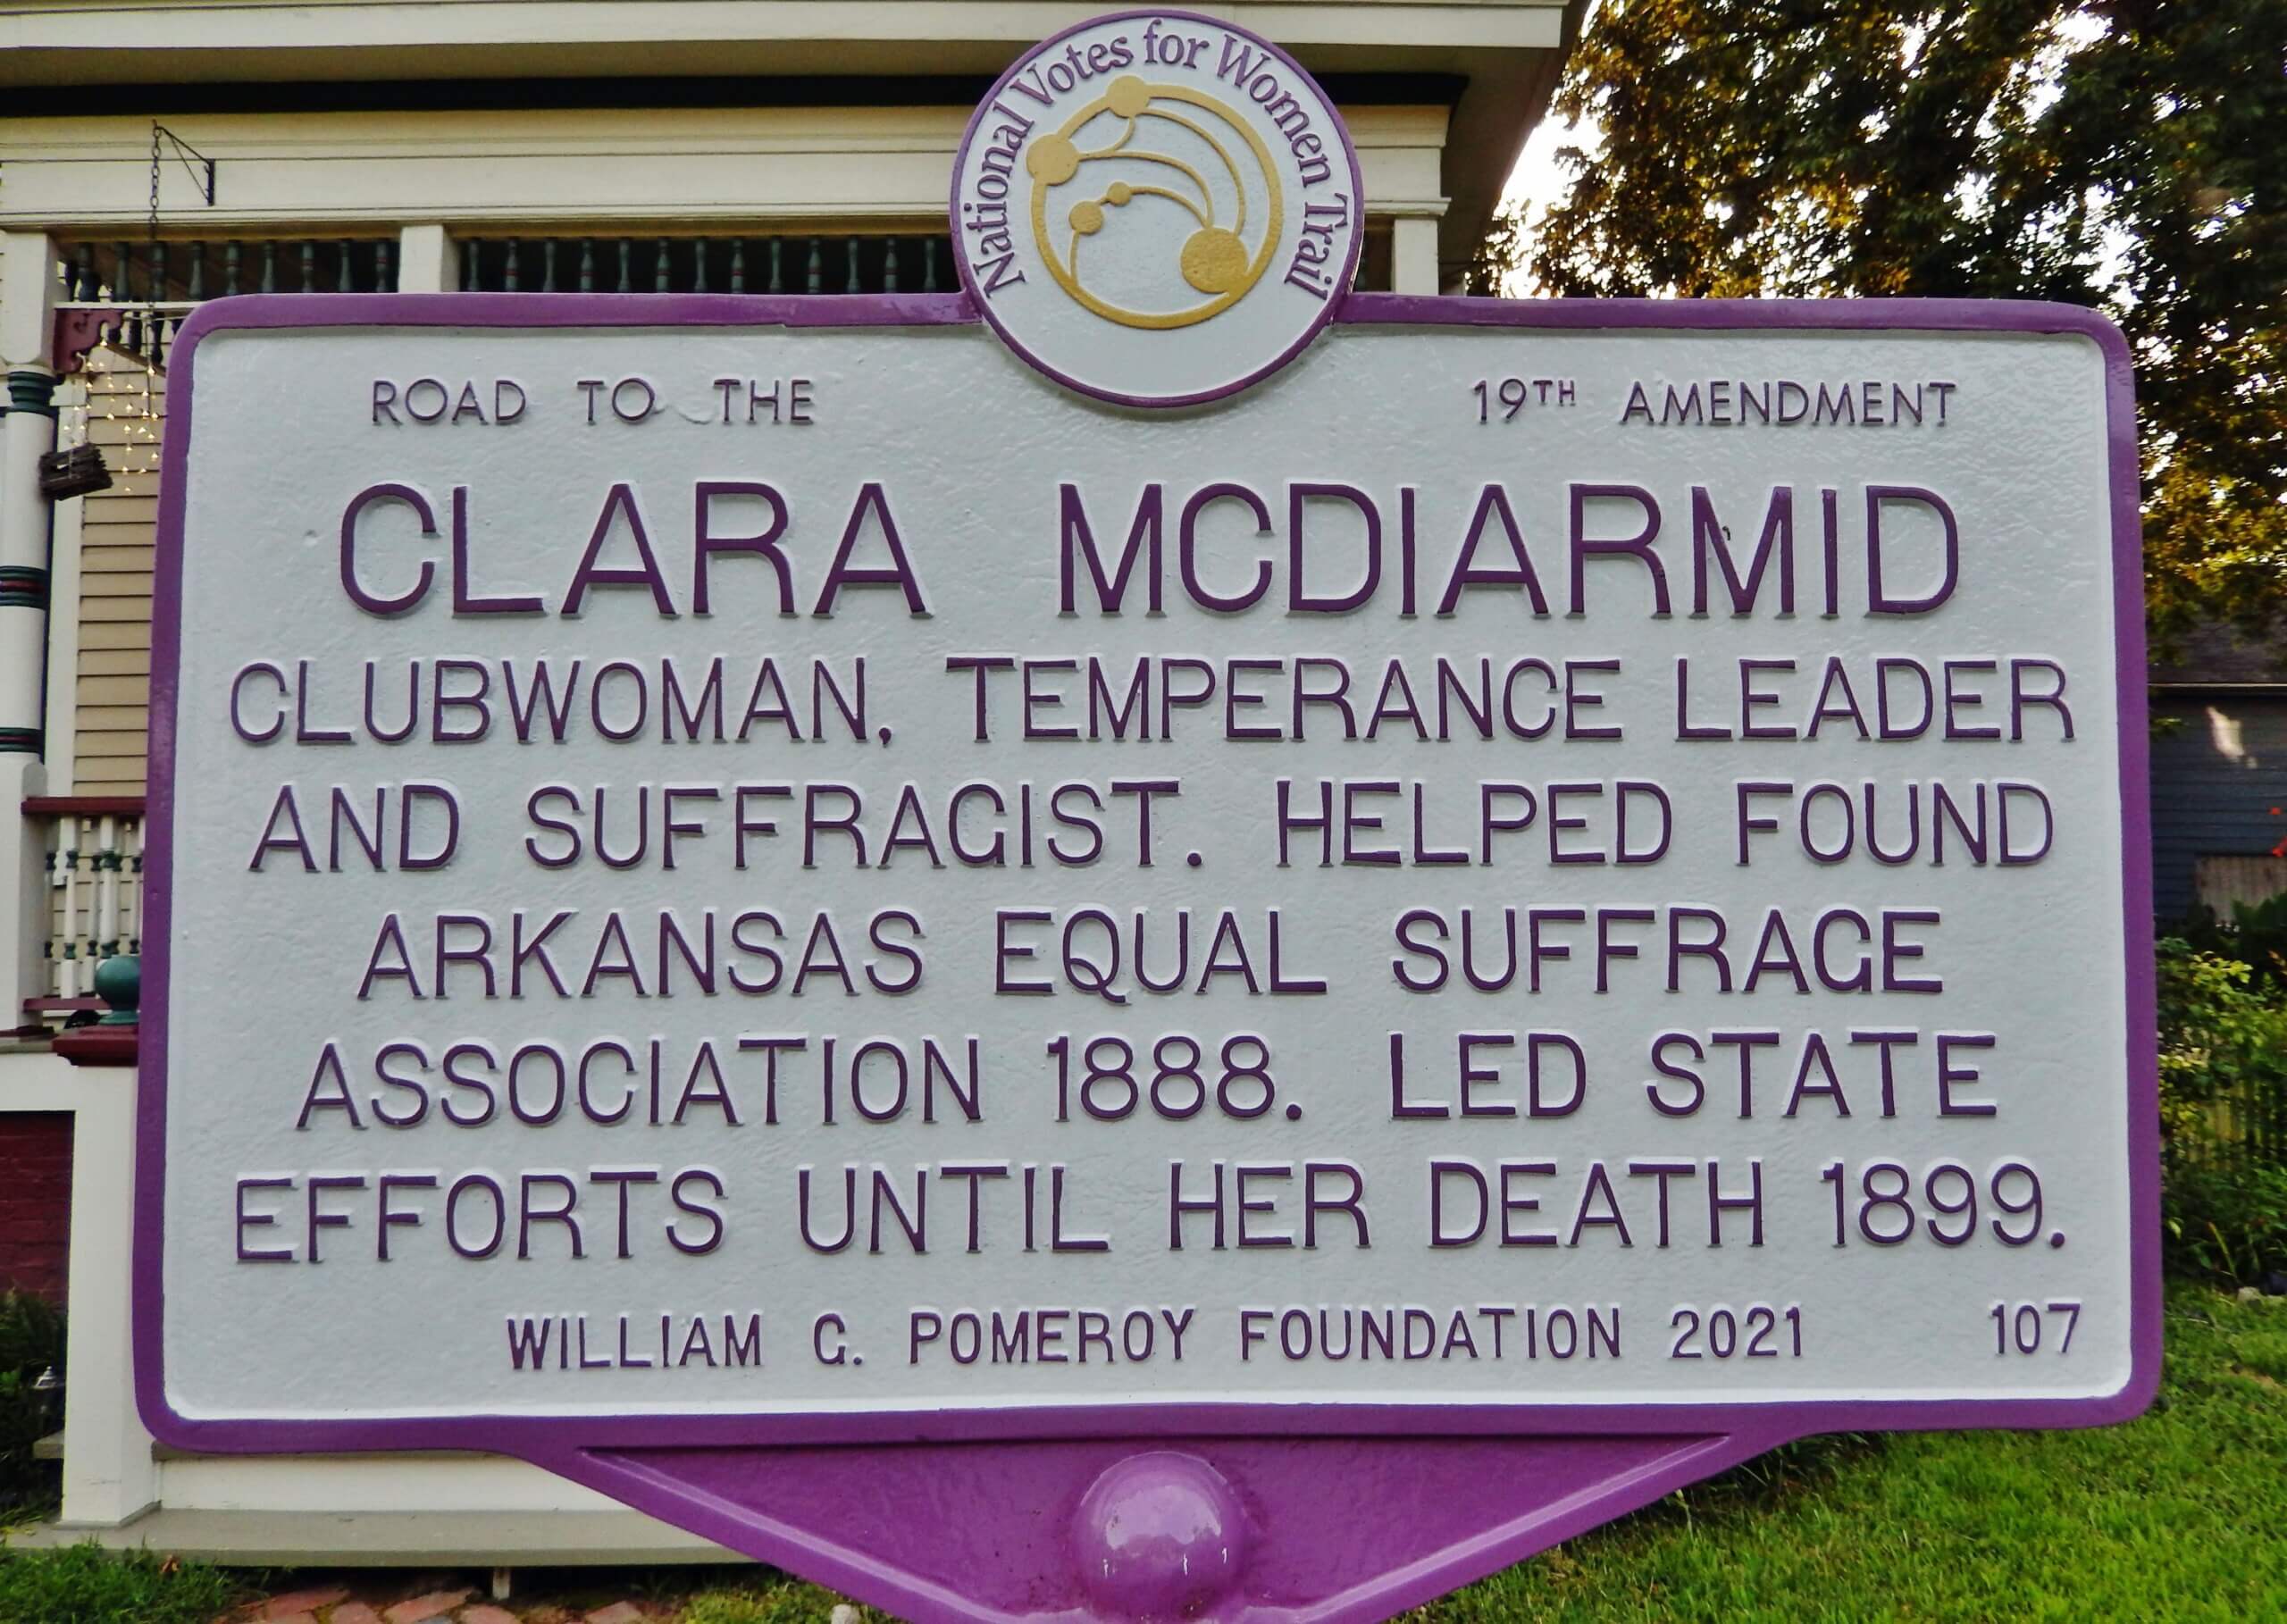 National Votes for Women Trail
ROAD TO THE 19TH AMENDMENT
CLARA MCDIARMID
CLUBWOMAN, TEMPERANCE LEADER
AND SUFFRAGIST. HELPED FOUND
ARKANSAS EQUAL SUFFRAGE
ASSOCIATION 1888. LED STATE
EFFORTS UNTIL HER DEATH 1899.
WILLIAM G. POMEROY FOUNDATION 2021 107